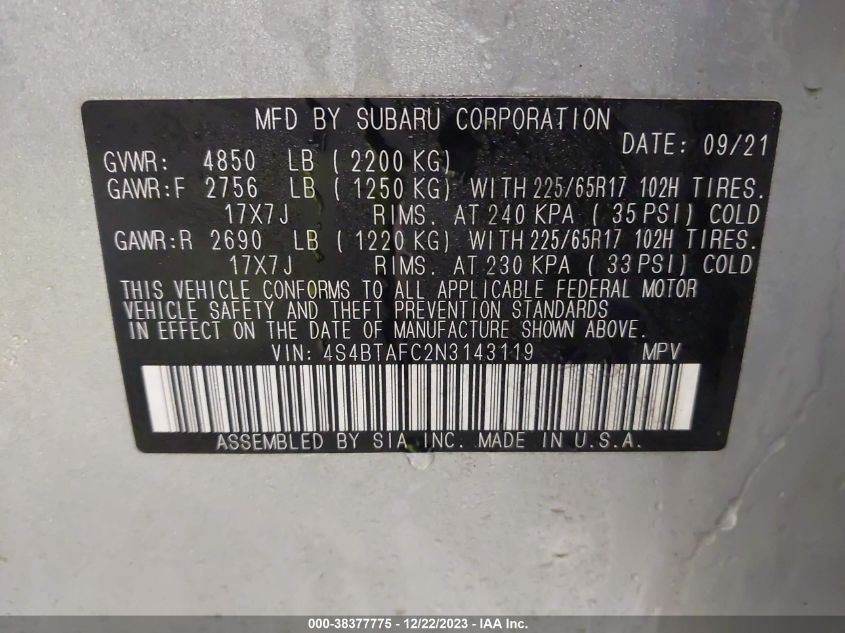 MFD BY SUBARU CORPORATION
DATE: 09/21
GVWR: 4850 LB ( 2200 KG)
GAWR:F 2756 LB ( 1250 KG) WITH 225/65R17 102H TIRES.
17X7J RIMS. AT 240 KPA ( 35 PSI) COLD
GAWR:R 2690 LB ( 1220 KG) WITH 225/65R17 102H TIRES.
17X7J RIMS. AT 230 KPA ( 33 PSI) COLD
THIS VEHICLE CONFORMS TO ALL APPLICABLE FEDERAL MOTOR
VEHICLE SAFETY AND THEFT PREVENTION STANDARDS
IN EFFECT ON THE DATE OF MANUFACTURE SHOWN ABOVE.
VIN: 4S4BTAFC2N3143119 MPV
ASSEMBLED BY SIA, INC. MADE IN U.S.A.
000-38377775 - 12/22/2023 - IAA Inc.